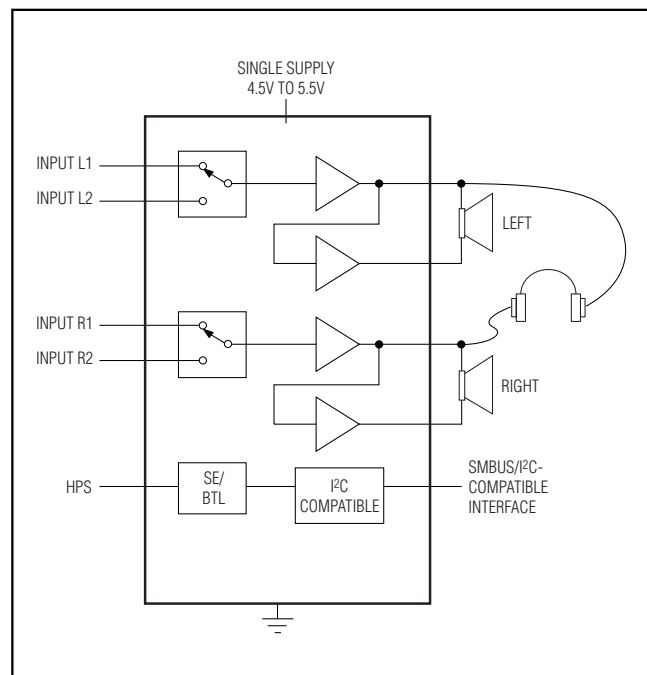 SINGLE SUPPLY
4.5V TO 5.5V
INPUT L1
INPUT L2
LEFT
INPUT R1
INPUT R2
RIGHT
HPS
SE/
BTL
I²C
COMPATIBLE
SMBUS/I²C-
COMPATIBLE
INTERFACE